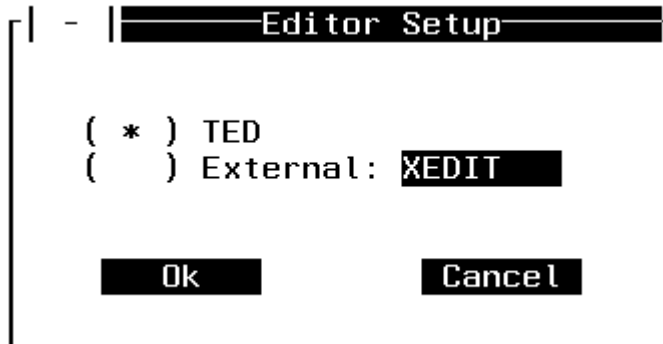 | - | Editor Setup
( * ) TED
(   ) External: XEDIT
Ok Cancel